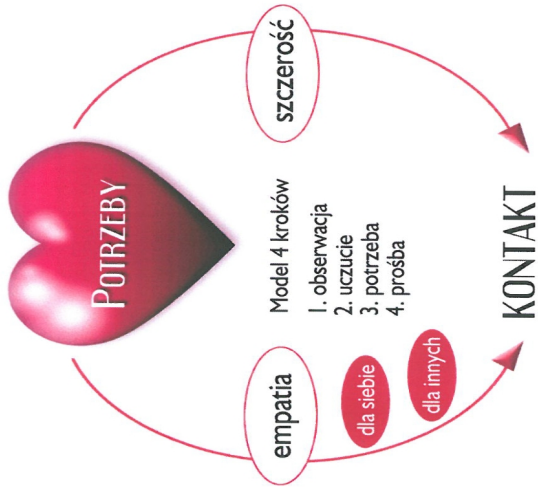 POTRZEBY
empatia
szczerość
Model 4 kroków
1. obserwacja
2. uczucie
3. potrzeba
4. prośba
dla siebie
dla innych
KONTAKT